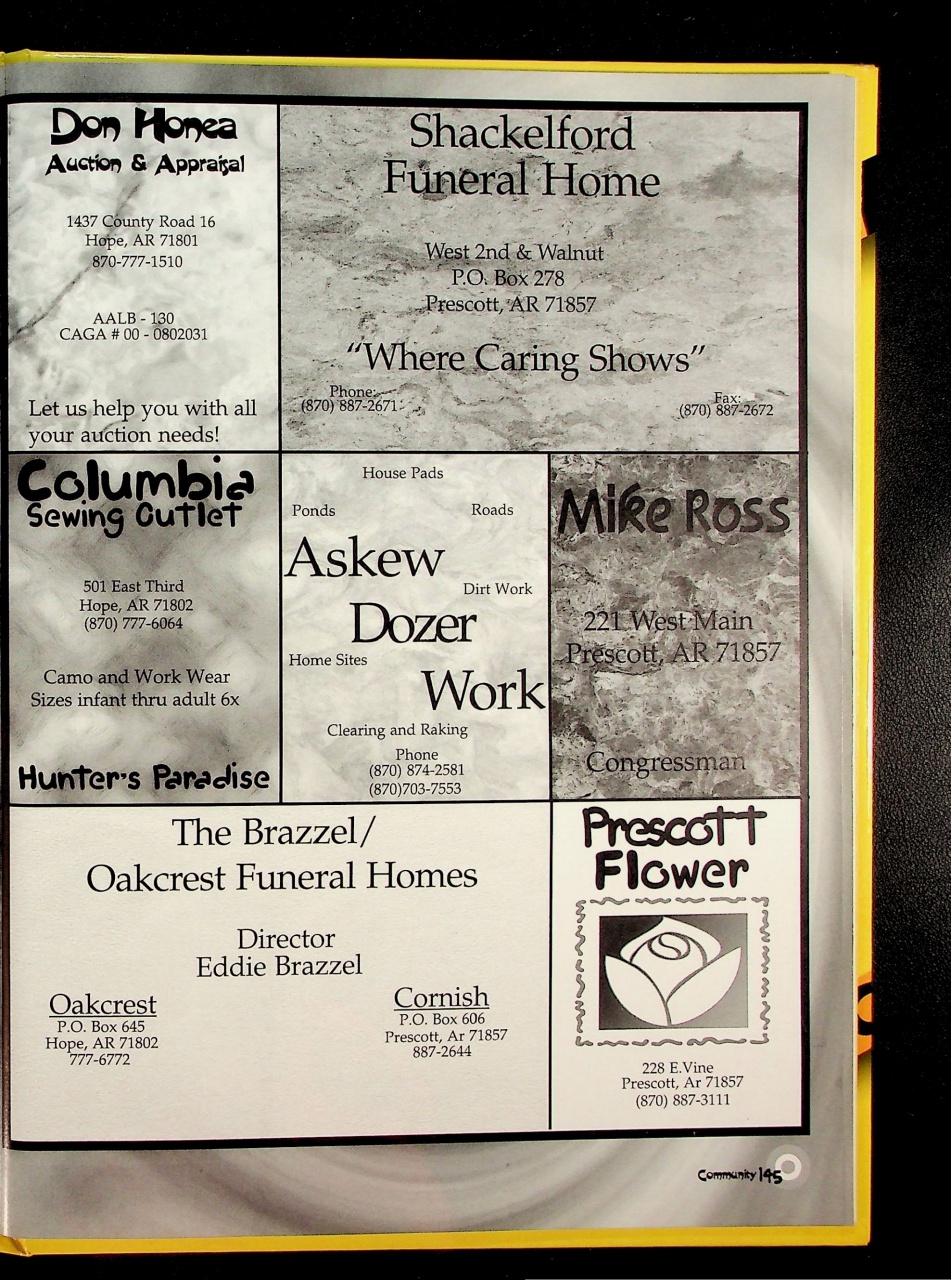 Don Honea
Auction & Appraisal
1437 County Road 16
Hope, AR 71801
870-777-1510
AALB - 130
CAGA # 00 - 0802031
Let us help you with all
your auction needs!
Shackelford
Funeral Home
West 2nd & Walnut
P.O. Box 278
Prescott, AR 71857
“Where Caring Shows”
Phone:
(870) 887-2671
Fax:
(870) 887-2672
Columbia
Sewing Outlet
501 East Third
Hope, AR 71802
(870) 777-6064
Camo and Work Wear
Sizes infant thru adult 6x
Hunter's Paradise
House Pads
Ponds
Roads
Askew
Dirt Work
Dozer
Home Sites
Work
Clearing and Raking
Phone
(870) 874-2581
(870)703-7553
Mike Ross
221 West Main
Prescott, AR 71857
Congressman
The Brazzel/
Oakcrest Funeral Homes
Director
Eddie Brazzel
Oakcrest
P.O. Box 645
Hope, AR 71802
777-6772
Cornish
P.O. Box 606
Prescott, Ar 71857
887-2644
Prescott
Flower
228 E.Vine
Prescott, Ar 71857
(870) 887-3111
Community 145